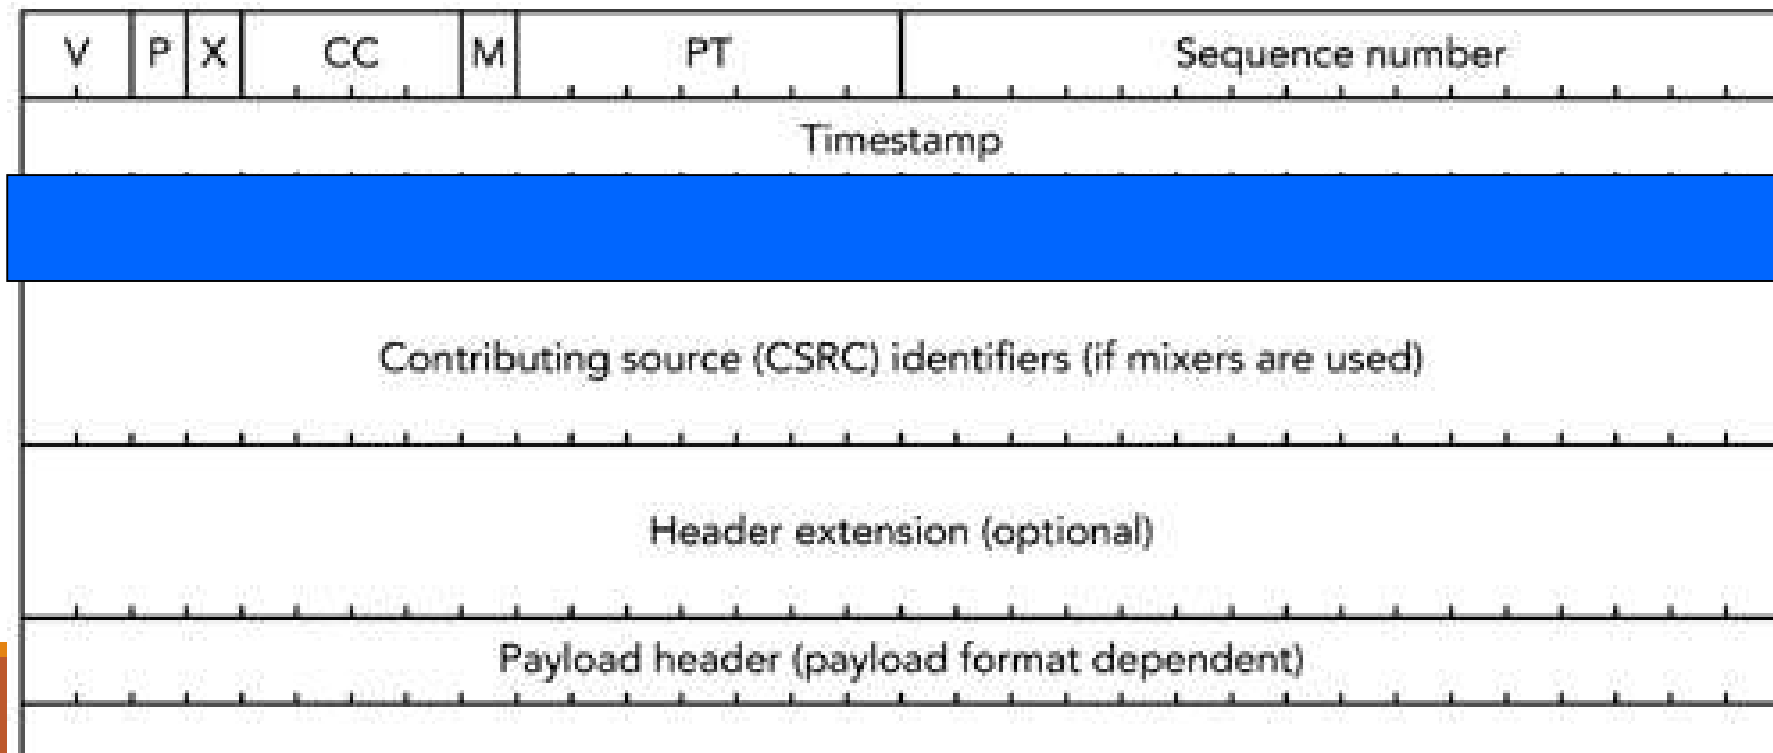 V P X CC M PT Sequence number
Timestamp
Contributing source (CSRC) identifiers (if mixers are used)
Header extension (optional)
Payload header (payload format dependent)